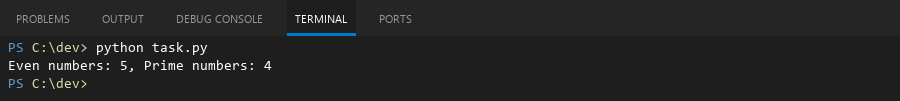 PROBLEMS OUTPUT DEBUG CONSOLE TERMINAL PORTS
PS C:\dev> python task.py
Even numbers: 5, Prime numbers: 4
PS C:\dev>